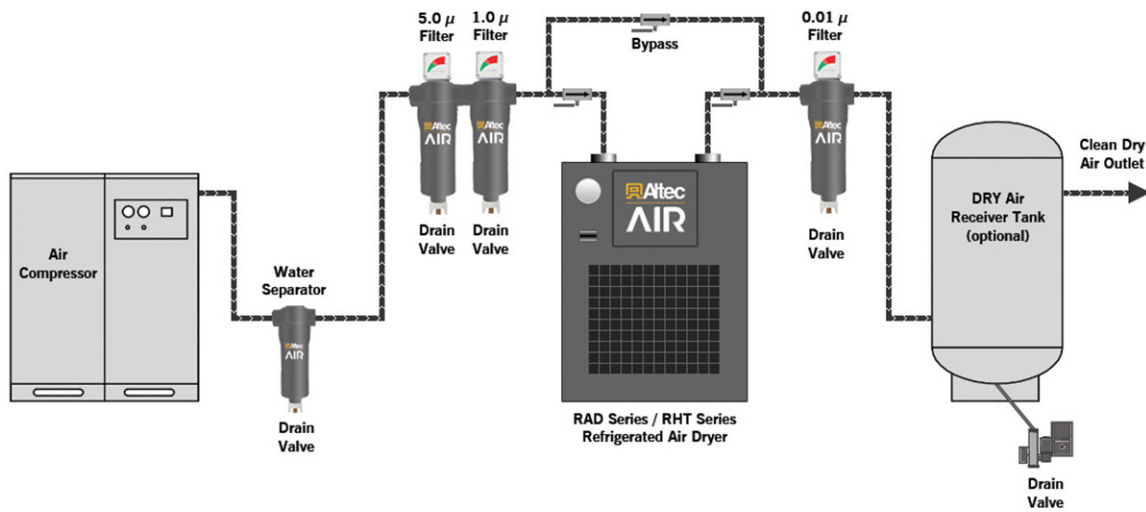 5.0 μ
Filter
1.0 μ
Filter
Bypass
0.01 μ
Filter
Altec
AIR
Altec
AIR
Altec
AIR
Altec
AIR
Clean Dry
Air Outlet
DRY Air
Receiver Tank
(optional)
Air
Compressor
Water
Separator
Altec
AIR
Drain
Valve
Drain
Valve
Drain
Valve
Drain
Valve
RAD Series / RHT Series
Refrigerated Air Dryer
Drain
Valve